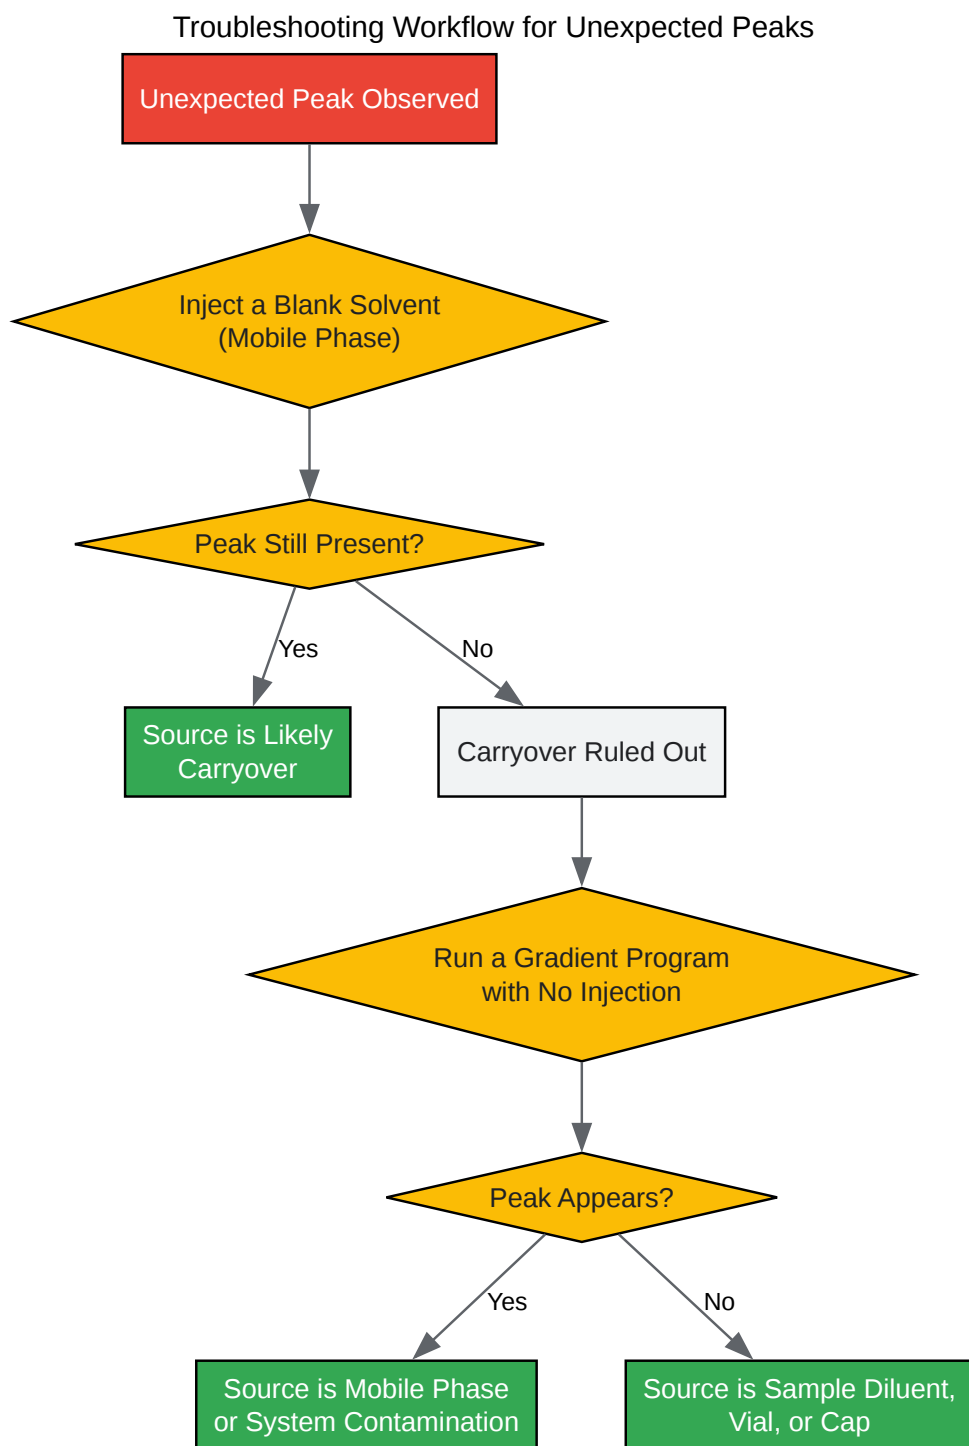 Troubleshooting Workflow for Unexpected Peaks
Unexpected Peak Observed
Inject a Blank Solvent
(Mobile Phase)
Peak Still Present?
Yes
No
Source is Likely
Carryover
Carryover Ruled Out
Run a Gradient Program
with No Injection
Peak Appears?
Yes
No
Source is Mobile Phase
or System Contamination
Source is Sample Diluent,
Vial, or Cap